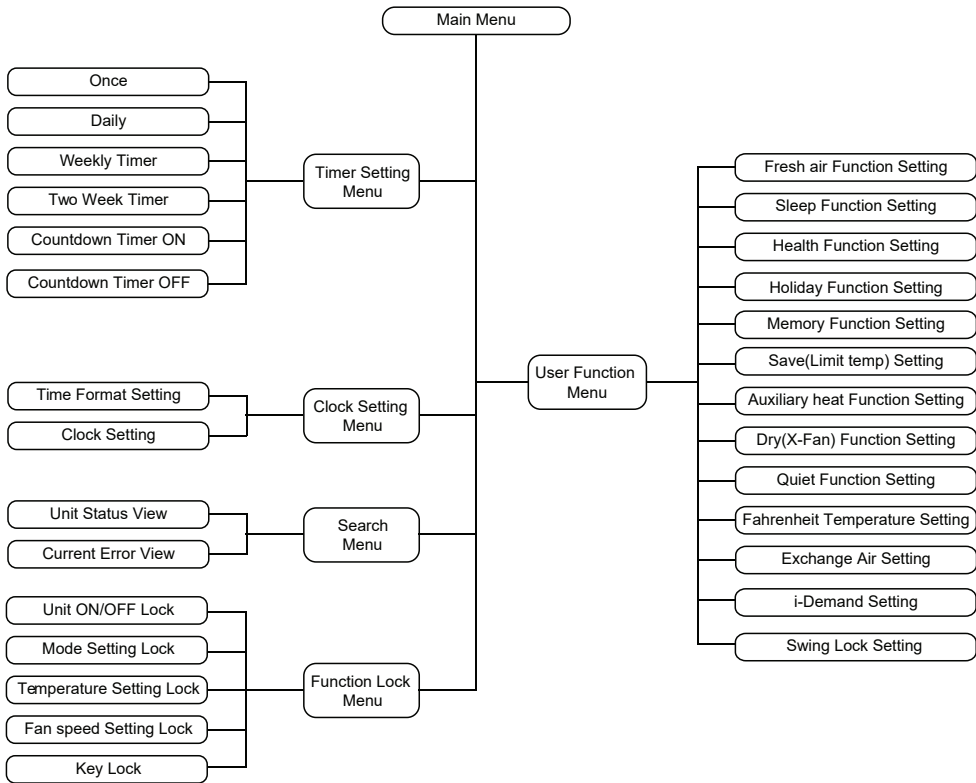 Main Menu
Once
Daily
Weekly Timer
Two Week Timer
Countdown Timer ON
Countdown Timer OFF
Timer Setting
Menu
Time Format Setting
Clock Setting
Clock Setting
Menu
Unit Status View
Current Error View
Search
Menu
Unit ON/OFF Lock
Mode Setting Lock
Temperature Setting Lock
Fan speed Setting Lock
Key Lock
Function Lock
Menu
User Function
Menu
Fresh air Function Setting
Sleep Function Setting
Health Function Setting
Holiday Function Setting
Memory Function Setting
Save(Limit temp) Setting
Auxiliary heat Function Setting
Dry(X-Fan) Function Setting
Quiet Function Setting
Fahrenheit Temperature Setting
Exchange Air Setting
i-Demand Setting
Swing Lock Setting